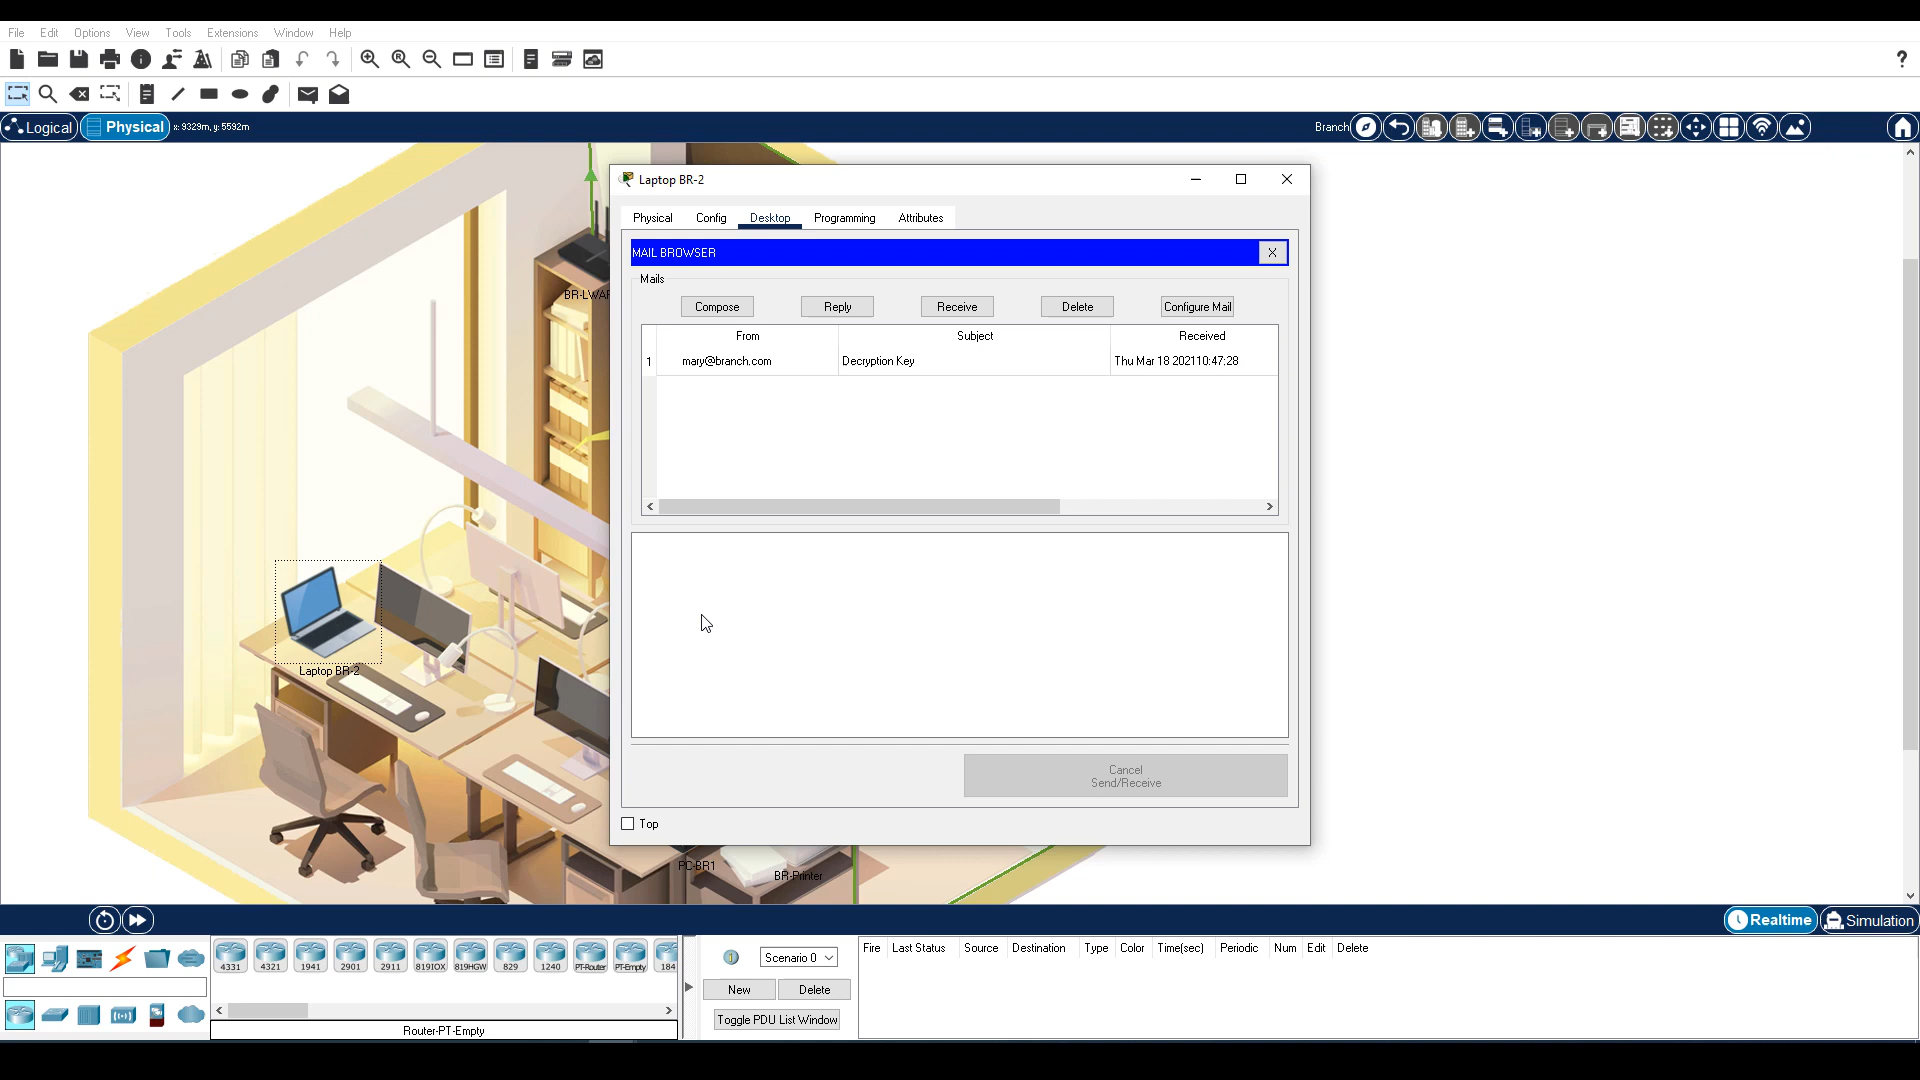 File Edit Options View Tools Extensions Window Help
?
Logical Physical x: 9329m, y: 5592m
Branch
Laptop BR-2
Physical Config Desktop Programming Attributes
MAIL BROWSER
X
Mails
Compose Reply Receive Delete Configure Mail
From Subject Received
1 mary@branch.com Decryption Key Thu Mar 18 202110:47:28
Cancel
Send/Receive
Top
BR-LWAP
Laptop BR-2
PC-BR1
BR-Printer
Realtime Simulation
4331 4321 1941 2901 2911 819IOX 819HGW 829 1240 PT-Router PT-Empty 184
Router-PT-Empty
Scenario 0
New Delete
Toggle PDU List Window
Fire Last Status Source Destination Type Color Time(sec) Periodic Num Edit Delete